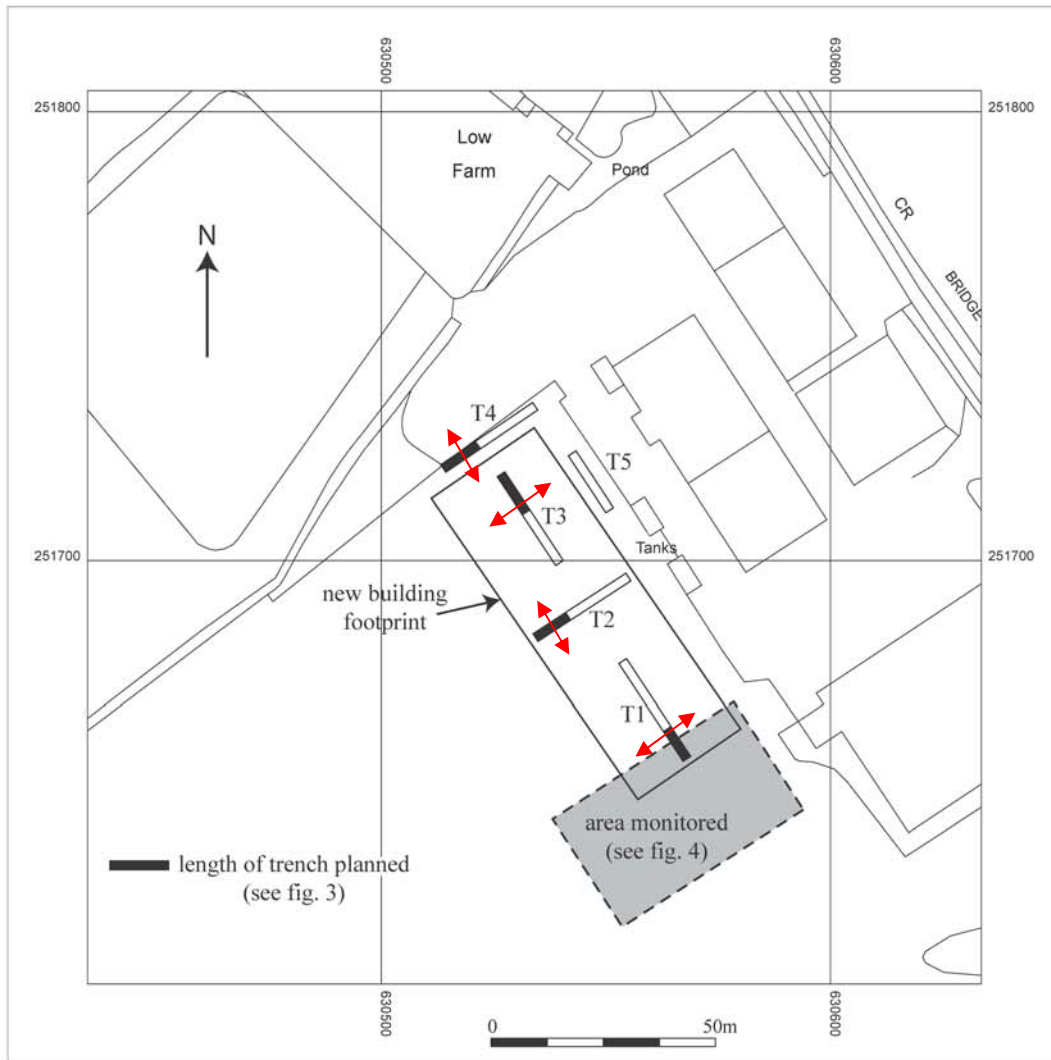 630500
630600
251800
251800
Low
Farm
Pond
CR
BRIDGE
N
T4
T5
T3
Tanks
251700
251700
new building
footprint
T2
T1
area monitored
(see fig. 4)
length of trench planned
(see fig. 3)
630500
630600
0
50m